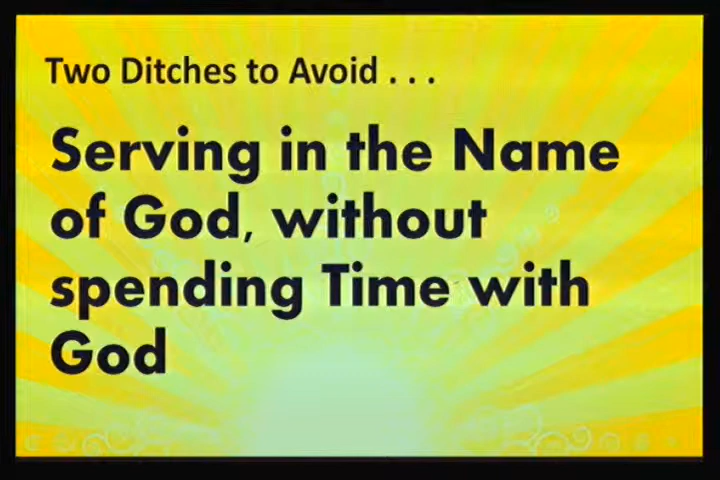 Two Ditches to Avoid . . .
Serving in the Name
of God, without
spending Time with
God